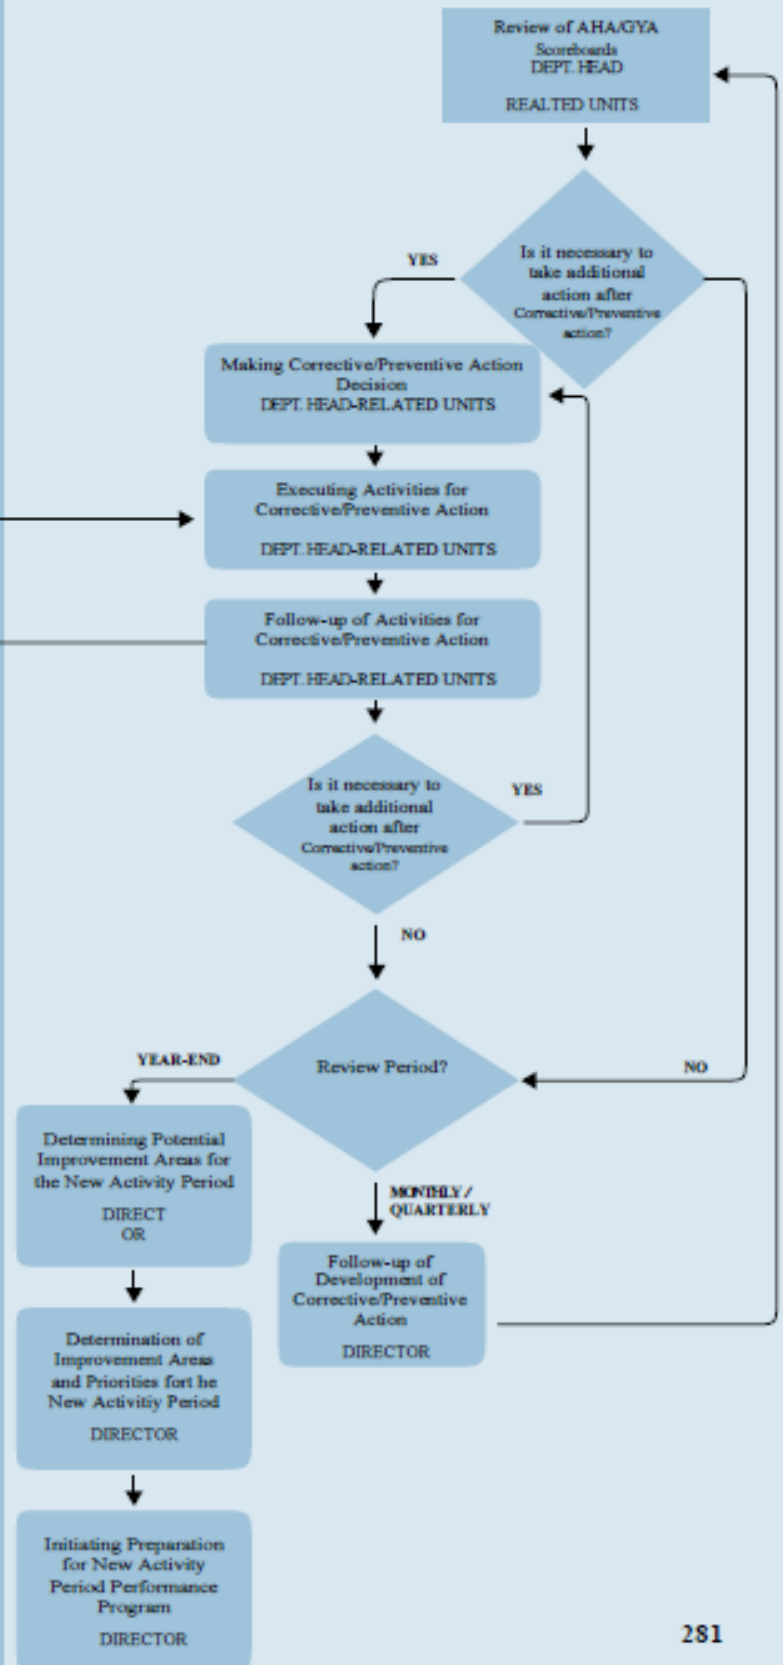 Review of AHA/GYA
Scoreboards
DEPT. HEAD
REALTED UNITS
Is it necessary to
take additional
action after
Corrective/Preventive
action?
YES
Making Corrective/Preventive Action
Decision
DEPT. HEAD-RELATED UNITS
Executing Activities for
Corrective/Preventive Action
DEPT. HEAD-RELATED UNITS
Follow-up of Activities for
Corrective/Preventive Action
DEPT. HEAD-RELATED UNITS
Is it necessary to
take additional
action after
Corrective/Preventive
action?
YES
NO
Review Period?
YEAR-END
NO
MONTHLY /
QUARTERLY
Determining Potential
Improvement Areas for
the New Activity Period
DIRECT
OR
Follow-up of
Development of
Corrective/Preventive
Action
DIRECTOR
Determination of
Improvement Areas
and Priorities fort he
New Activitiy Period
DIRECTOR
Initiating Preparation
for New Activity
Period Performance
Program
DIRECTOR
281